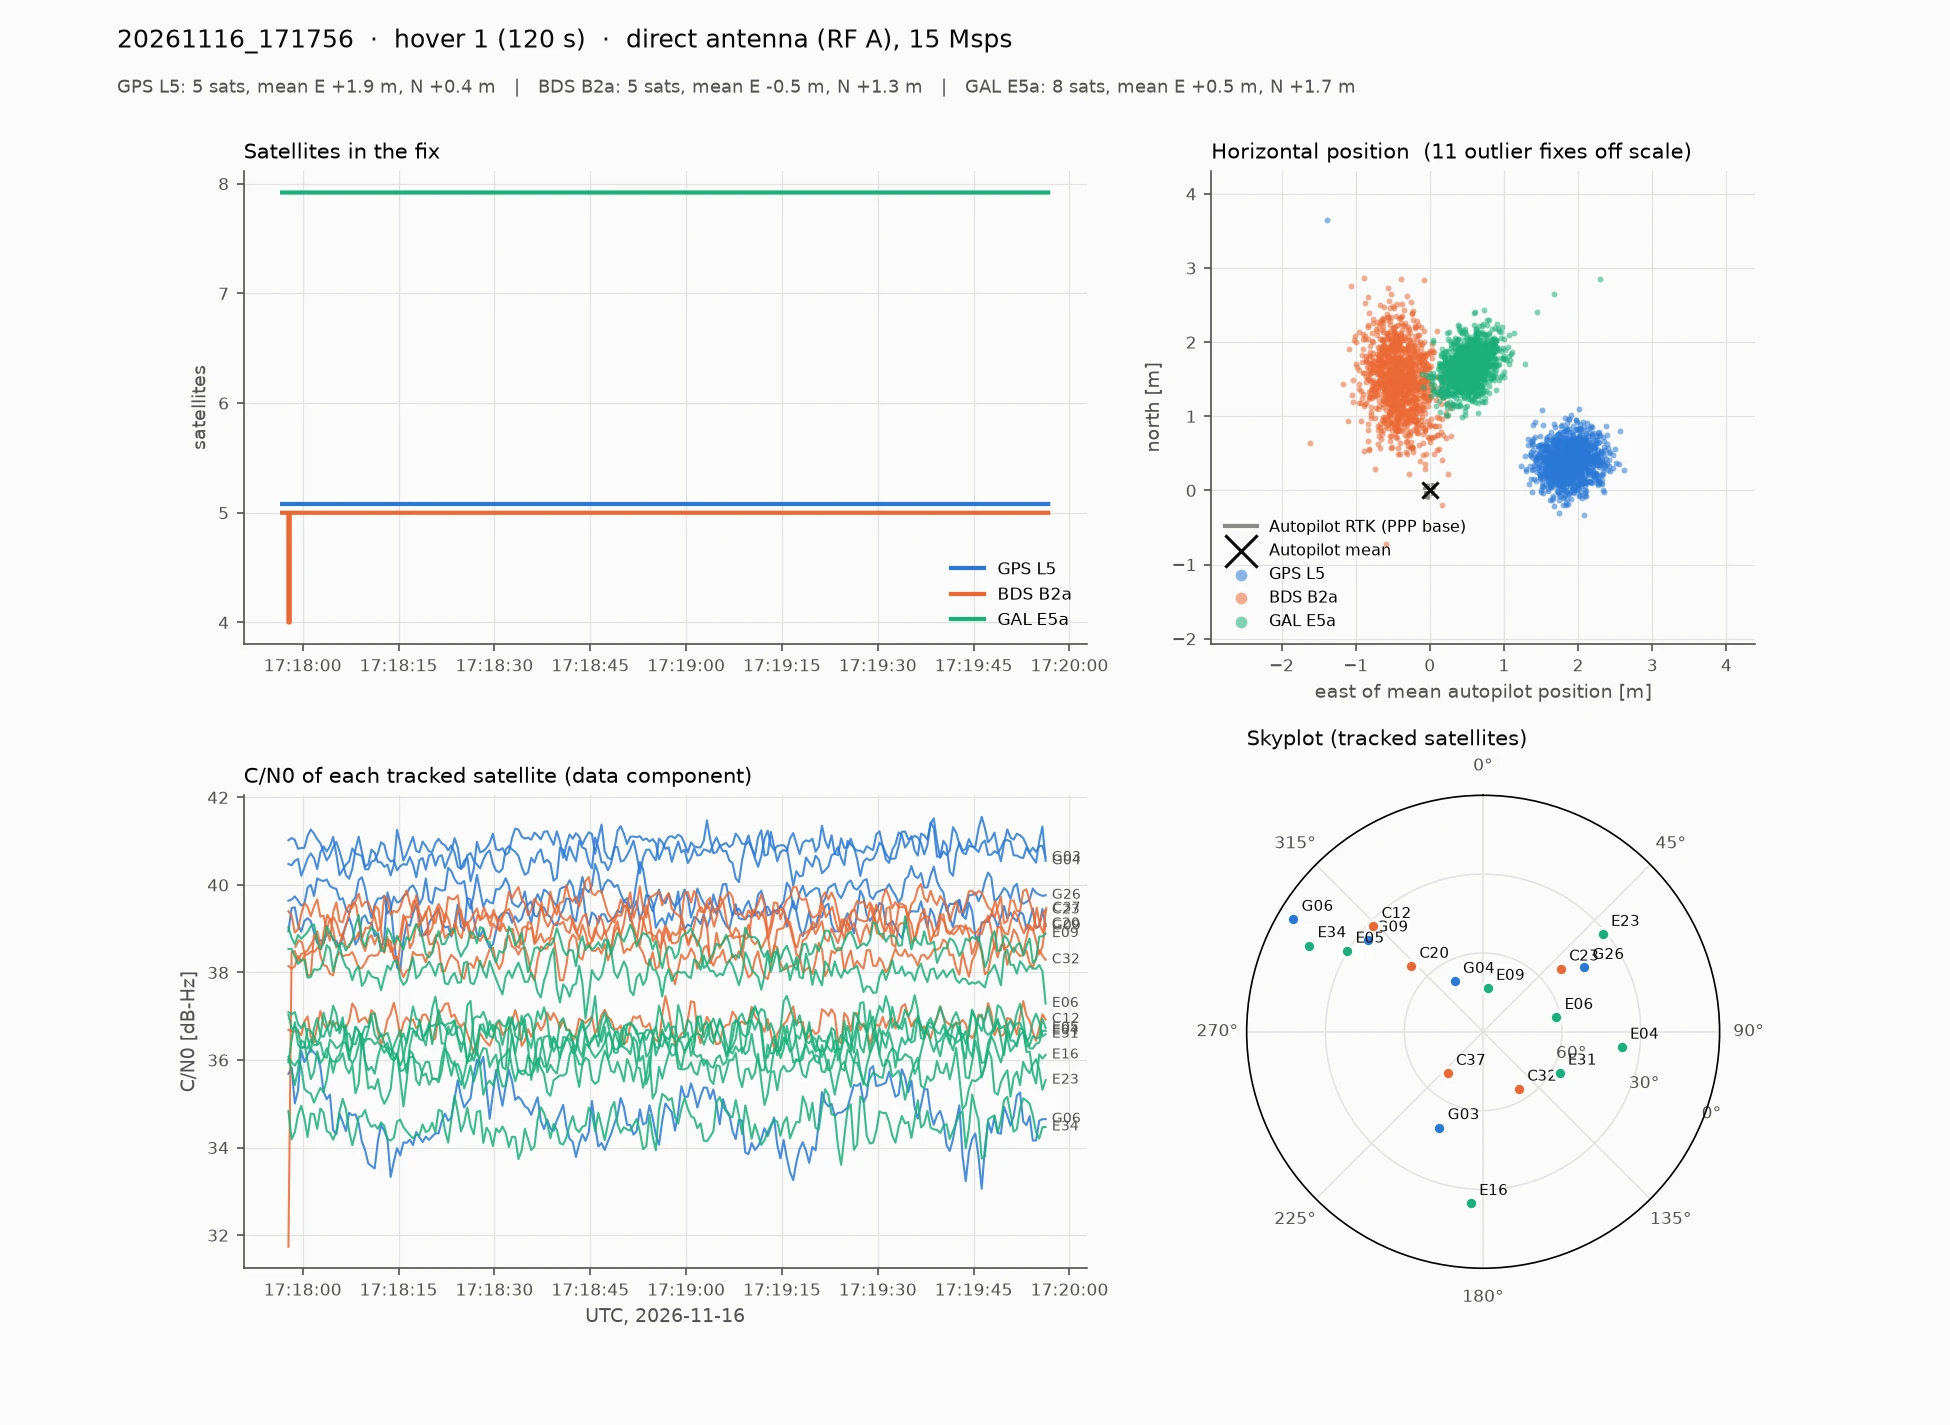 20261116_171756 · hover 1 (120 s) · direct antenna (RF A), 15 Msps
GPS L5: 5 sats, mean E +1.9 m, N +0.4 m | BDS B2a: 5 sats, mean E -0.5 m, N +1.3 m | GAL E5a: 8 sats, mean E +0.5 m, N +1.7 m
Satellites in the fix
8
7
6
5
4
satellites
GPS L5
BDS B2a
GAL E5a
17:18:00 17:18:15 17:18:30 17:18:45 17:19:00 17:19:15 17:19:30 17:19:45 17:20:00
Horizontal position (11 outlier fixes off scale)
4
3
2
1
0
−1
−2
north [m]
Autopilot RTK (PPP base)
Autopilot mean
GPS L5
BDS B2a
GAL E5a
−2 −1 0 1 2 3 4
east of mean autopilot position [m]
C/N0 of each tracked satellite (data component)
42
40
38
36
34
32
C/N0 [dB-Hz]
G03
G04
G26
C37
C23
C20
G09
E09
C32
E06
C12
E31
E16
E23
G06
E34
17:18:00 17:18:15 17:18:30 17:18:45 17:19:00 17:19:15 17:19:30 17:19:45 17:20:00
UTC, 2026-11-16
Skyplot (tracked satellites)
0°
315° 45°
G06
C12
G09
E34
E05
E23
C20
C23
G26
G04
E09
E06
270°
90°
E04
60°
C37
E31
C32
30°
0°
G03
E16
225° 135°
180°